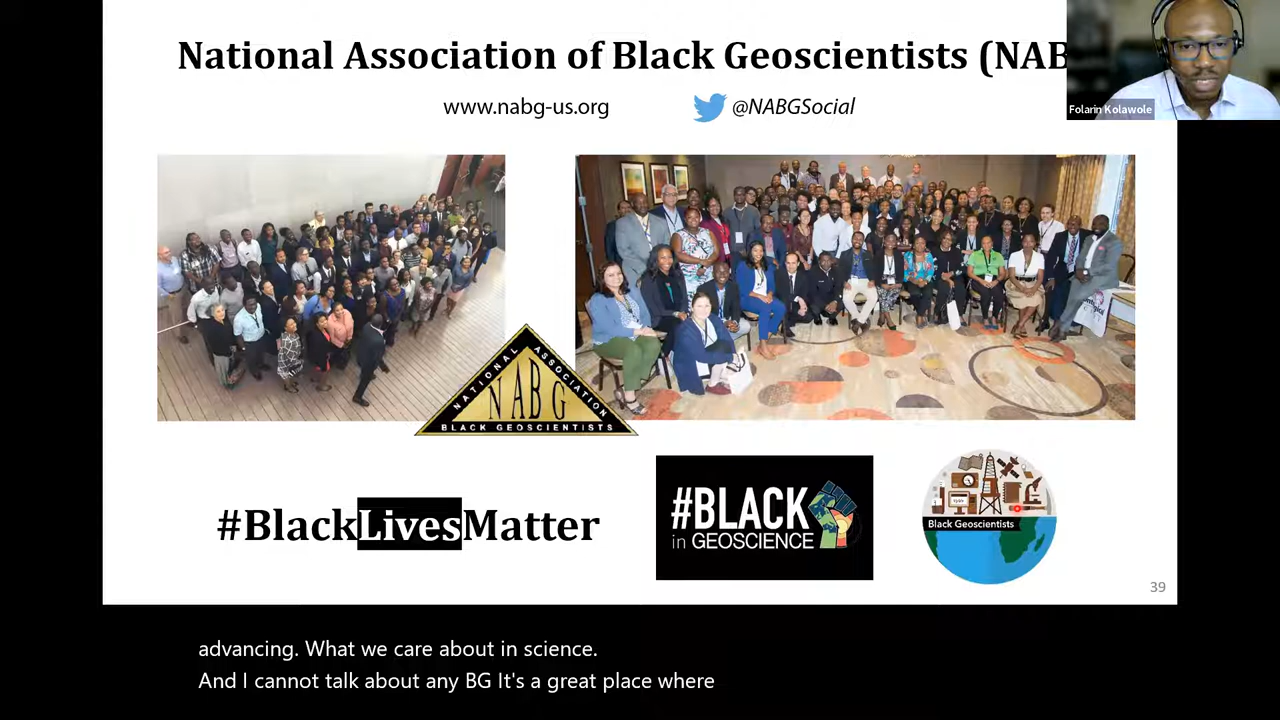 National Association of Black Geoscientists (NAB
Folarin Kolawole
www.nabg-us.org
@NABGSocial
NATIONAL ASSOCIATION
NABG
BLACK GEOSCIENTISTS
#BlackLivesMatter
#BLACK
in GEOSCIENCE
Black Geoscientists
39
advancing. What we care about in science.
And I cannot talk about any BG It's a great place where